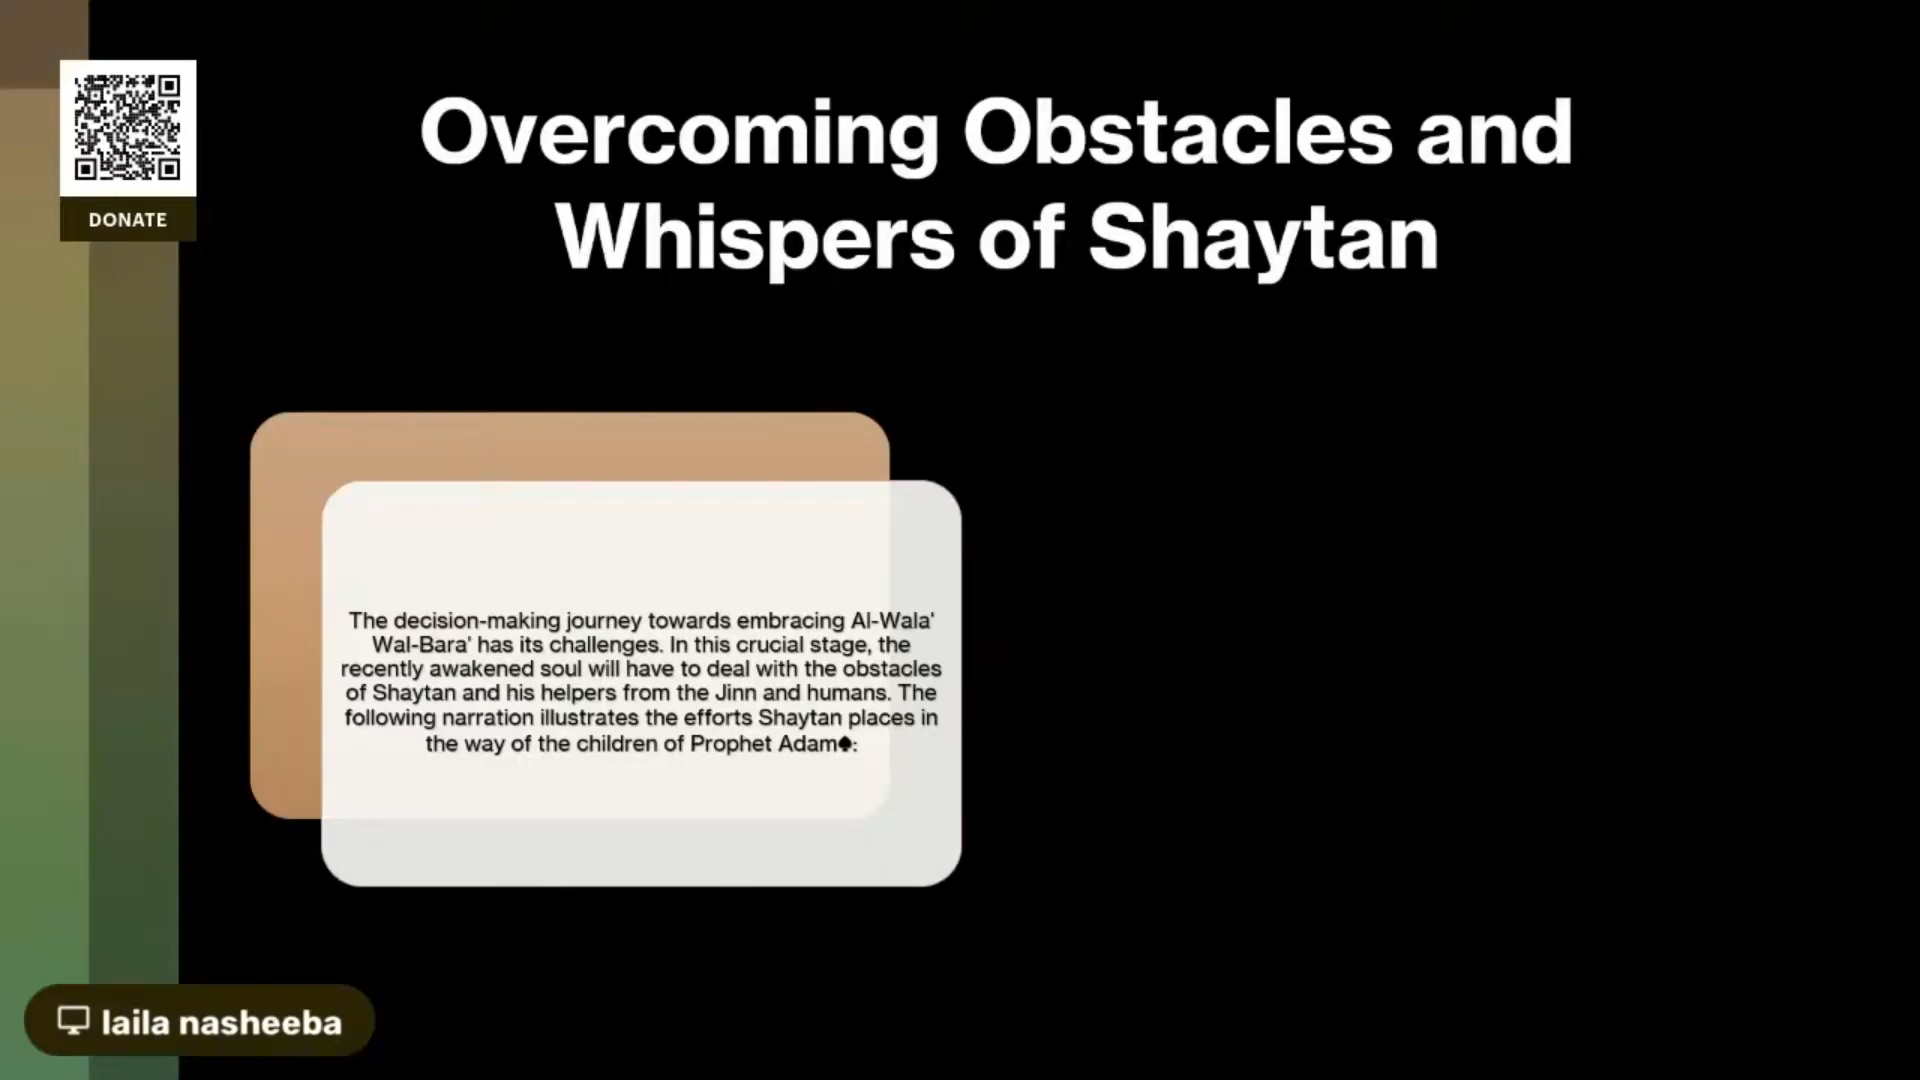 DONATE
Overcoming Obstacles and
Whispers of Shaytan
The decision-making journey towards embracing Al-Wala'
Wal-Bara' has its challenges. In this crucial stage, the
recently awakened soul will have to deal with the obstacles
of Shaytan and his helpers from the Jinn and humans. The
following narration illustrates the efforts Shaytan places in
the way of the children of Prophet Adam♠:
laila nasheeba